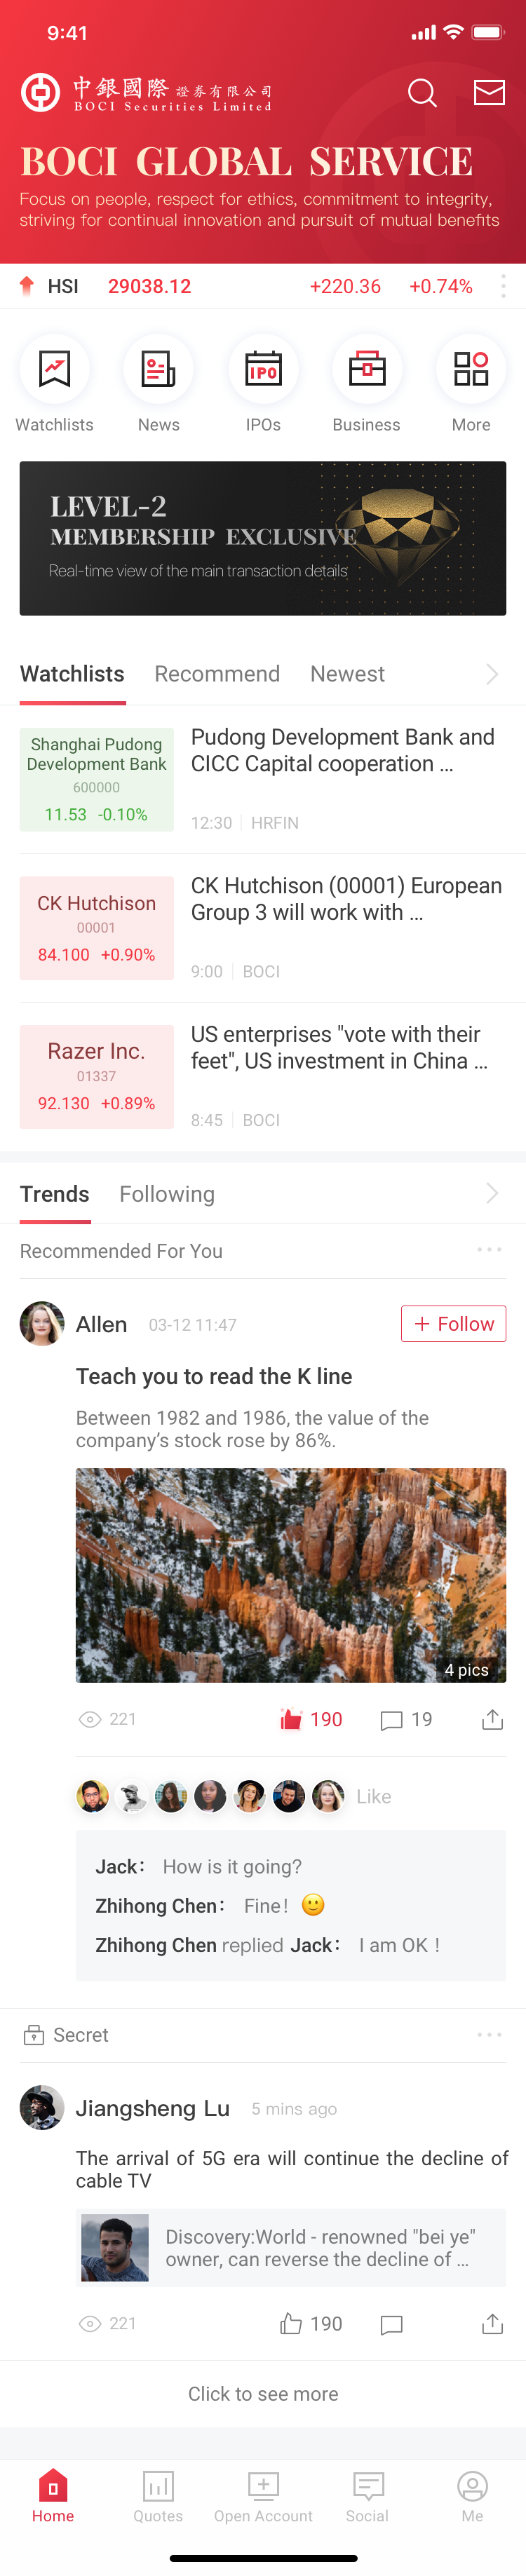 9:41
中銀國際 證券有限公司
BOCI Securities Limited
BOCI GLOBAL SERVICE
Focus on people, respect for ethics, commitment to integrity,
striving for continual innovation and pursuit of mutual benefits
HSI 29038.12 +220.36 +0.74%
IPO
Watchlists News IPOs Business More
LEVEL-2
MEMBERSHIP EXCLUSIVE
Real-time view of the main transaction details
Watchlists Recommend Newest
Shanghai Pudong
Development Bank
600000
11.53 -0.10%
Pudong Development Bank and
CICC Capital cooperation ...
12:30 HRFIN
CK Hutchison
00001
84.100 +0.90%
CK Hutchison (00001) European
Group 3 will work with ...
9:00 BOCI
Razer Inc.
01337
92.130 +0.89%
US enterprises "vote with their
feet", US investment in China ...
8:45 BOCI
Trends Following
Recommended For You
Allen 03-12 11:47 + Follow
Teach you to read the K line
Between 1982 and 1986, the value of the
company’s stock rose by 86%.
4 pics
221 190 19
Like
Jack： How is it going?
Zhihong Chen： Fine！ 🙂
Zhihong Chen replied Jack： I am OK！
Secret
Jiangsheng Lu 5 mins ago
The arrival of 5G era will continue the decline of
cable TV
Discovery:World - renowned "bei ye"
owner, can reverse the decline of ...
221 190
Click to see more
Home Quotes Open Account Social Me